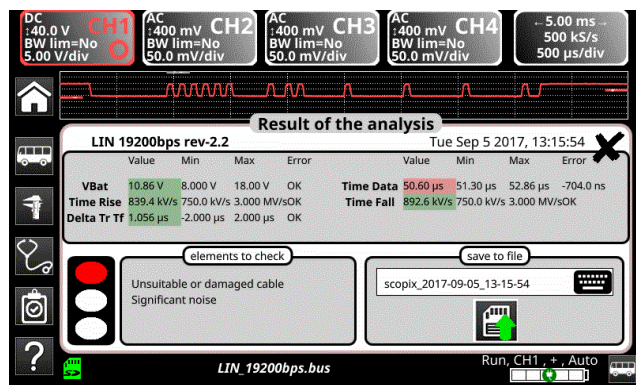 DC
↕40.0 V CH1
BW lim=No
5.00 V/div
AC
↕400 mV CH2
BW lim=No
50.0 mV/div
AC
↕400 mV CH3
BW lim=No
50.0 mV/div
AC
↕400 mV CH4
BW lim=No
50.0 mV/div
←5.00 ms→
500 kS/s
500 µs/div
Result of the analysis
LIN 19200bps rev-2.2 Tue Sep 5 2017, 13:15:54
Value Min Max Error Value Min Max Error
VBat 10.86 V 8.000 V 18.00 V OK Time Data 50.60 µs 51.30 µs 52.86 µs -704.0 ns
Time Rise 839.4 kV/s 750.0 kV/s 3.000 MV/sOK Time Fall 892.6 kV/s 750.0 kV/s 3.000 MV/sOK
Delta Tr Tf 1.056 µs -2.000 µs 2.000 µs OK
elements to check
Unsuitable or damaged cable
Significant noise
save to file
scopix_2017-09-05_13-15-54
?
SD
LIN_19200bps.bus
Run, CH1 , + , Auto